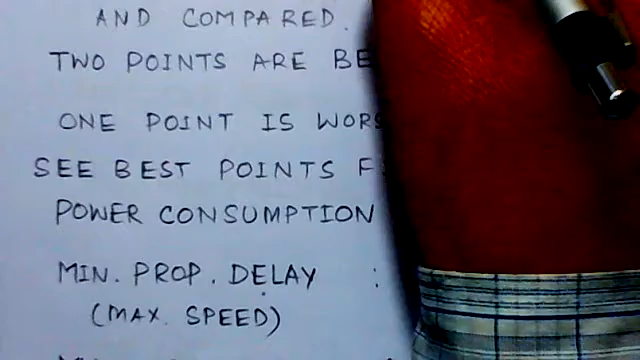 AND COMPARED.
TWO POINTS ARE
ONE POINT IS
SEE BEST POINTS
POWER CONSUMPTION
MIN. PROP. DELAY :
(MAX. SPEED)